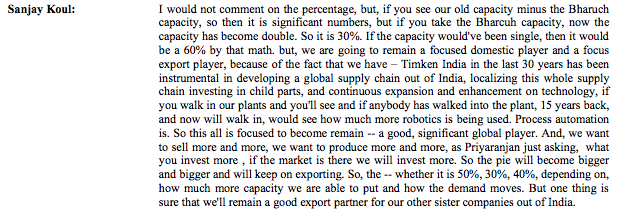 Sanjay Koul: I would not comment on the percentage, but, if you see our old capacity minus the Bharuch
capacity, so then it is significant numbers, but if you take the Bharcuh capacity, now the
capacity has become double. So it is 30%. If the capacity would've been single, then it would
be a 60% by that math. but, we are going to remain a focused domestic player and a focus
export player, because of the fact that we have – Timken India in the last 30 years has been
instrumental in developing a global supply chain out of India, localizing this whole supply
chain investing in child parts, and continuous expansion and enhancement on technology, if
you walk in our plants and you'll see and if anybody has walked into the plant, 15 years back,
and now will walk in, would see how much more robotics is being used. Process automation
is. So this all is focused to become remain -- a good, significant global player. And, we want
to sell more and more, we want to produce more and more, as Priyaranjan just asking, what
you invest more , if the market is there we will invest more. So the pie will become bigger
and bigger and will keep on exporting. So, the -- whether it is 50%, 30%, 40%, depending on,
how much more capacity we are able to put and how the demand moves. But one thing is
sure that we'll remain a good export partner for our other sister companies out of India.